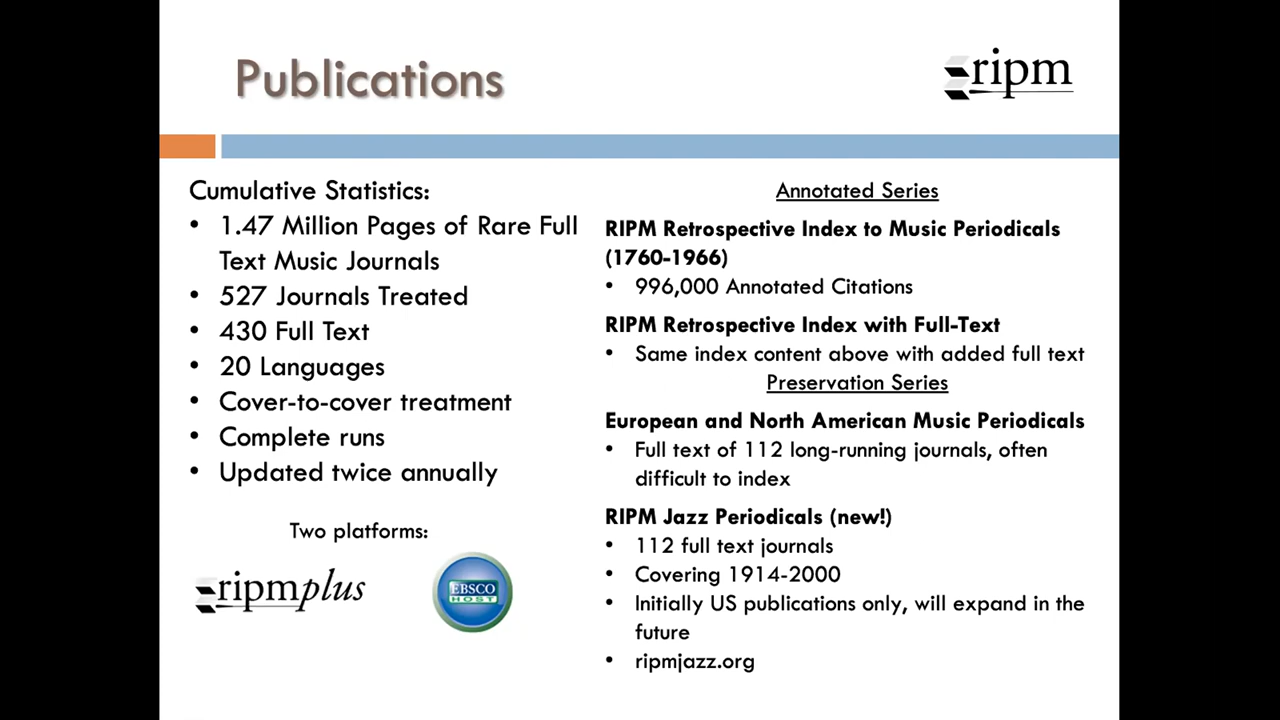 Publications
ripm
Cumulative Statistics:
• 1.47 Million Pages of Rare Full
Text Music Journals
• 527 Journals Treated
• 430 Full Text
• 20 Languages
• Cover-to-cover treatment
• Complete runs
• Updated twice annually
Two platforms:
ripmplus
EBSCO
HOST
Annotated Series
RIPM Retrospective Index to Music Periodicals
(1760-1966)
• 996,000 Annotated Citations
RIPM Retrospective Index with Full-Text
• Same index content above with added full text
Preservation Series
European and North American Music Periodicals
• Full text of 112 long-running journals, often
difficult to index
RIPM Jazz Periodicals (new!)
• 112 full text journals
• Covering 1914-2000
• Initially US publications only, will expand in the
future
• ripmjazz.org